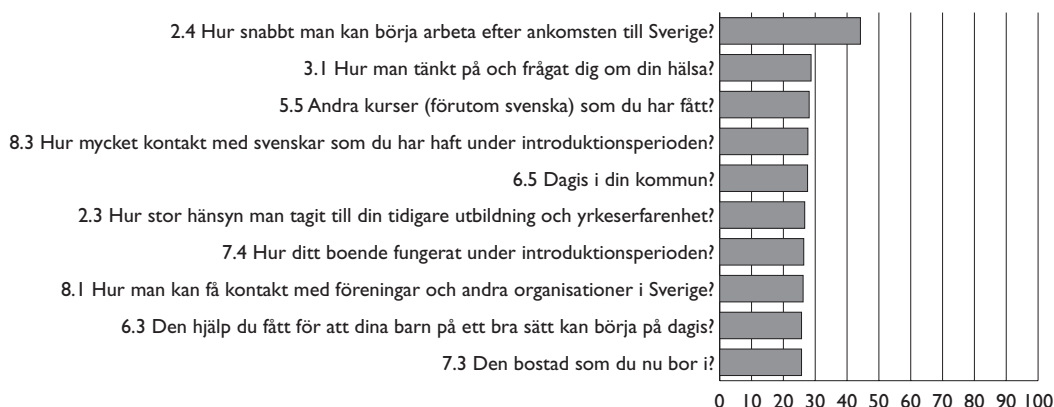 2.4 Hur snabbt man kan börja arbeta efter ankomsten till Sverige?
3.1 Hur man tänkt på och frågat dig om din hälsa?
5.5 Andra kurser (förutom svenska) som du har fått?
8.3 Hur mycket kontakt med svenskar som du har haft under introduktionsperioden?
6.5 Dagis i din kommun?
2.3 Hur stor hänsyn man tagit till din tidigare utbildning och yrkeserfarenhet?
7.4 Hur ditt boende fungerat under introduktionsperioden?
8.1 Hur man kan få kontakt med föreningar och andra organisationer i Sverige?
6.3 Den hjälp du fått för att dina barn på ett bra sätt kan börja på dagis?
7.3 Den bostad som du nu bor i?
0 10 20 30 40 50 60 70 80 90 100